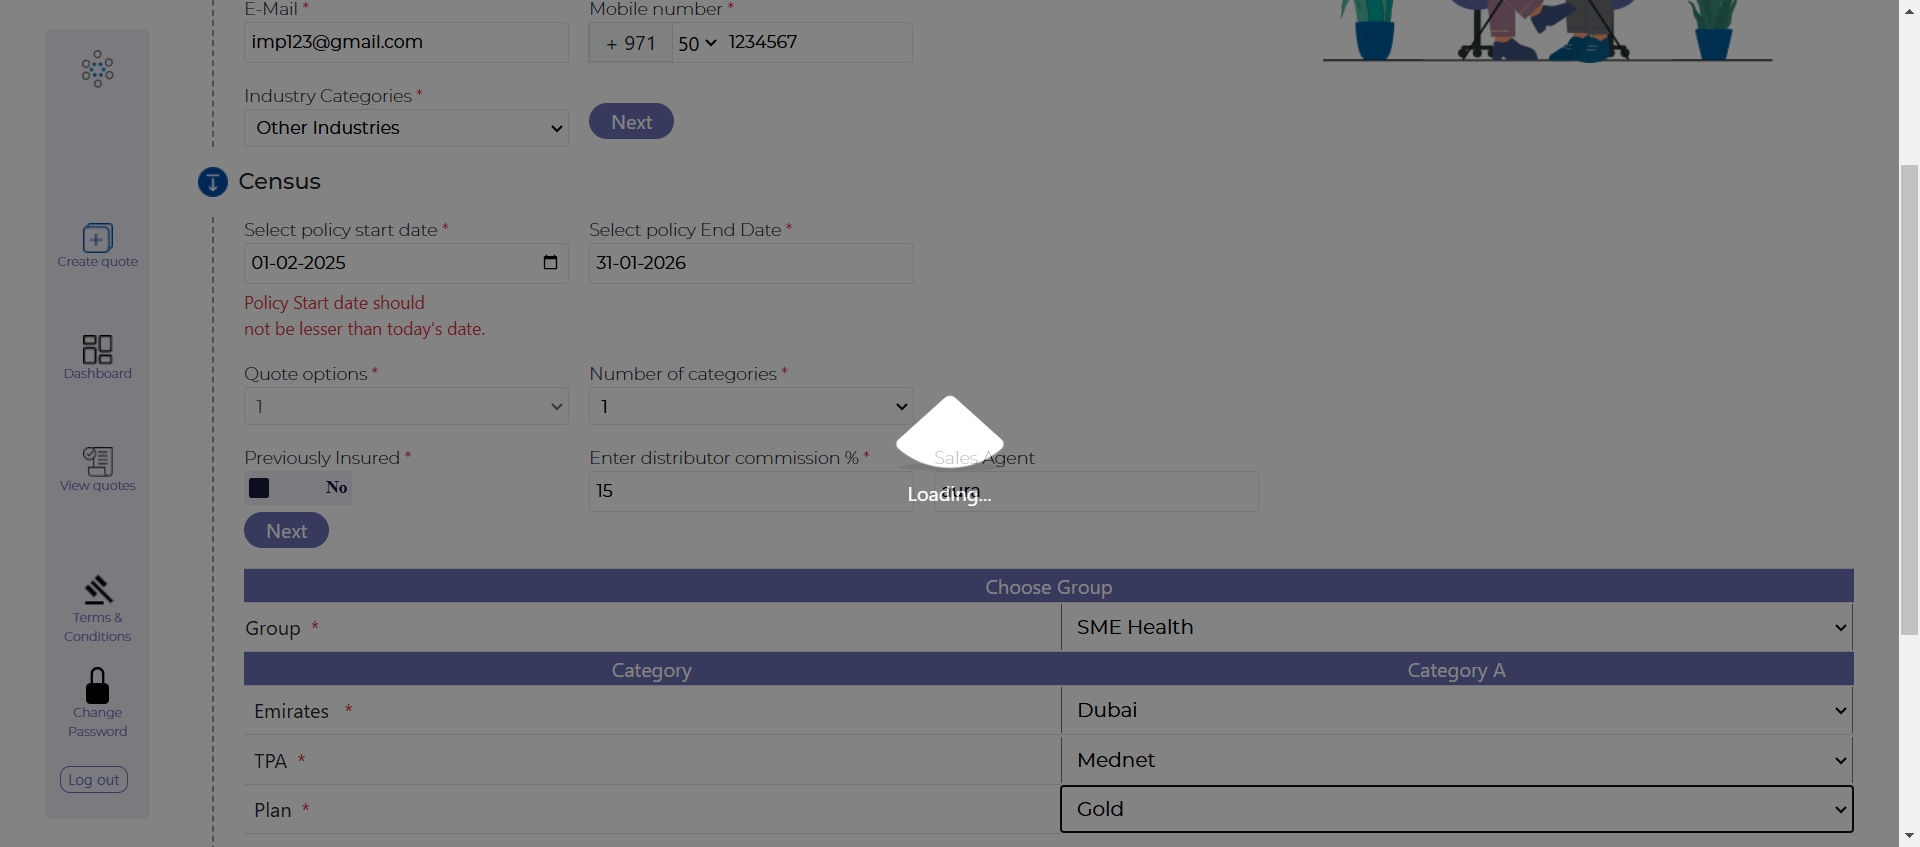 E-Mail *
Mobile number *
imp123@gmail.com
+ 971
50
1234567
Industry Categories *
Other Industries
Next
Census
Select policy start date *
Select policy End Date *
01-02-2025
31-01-2026
Policy Start date should
not be lesser than today's date.
Quote options *
Number of categories *
1
1
Previously Insured *
Enter distributor commission % *
Sales Agent
No
15
aura
Loading...
Next
Choose Group
Group *
SME Health
Category
Category A
Emirates *
Dubai
TPA *
Mednet
Plan *
Gold
Create quote
Dashboard
View quotes
Terms &
Conditions
Change
Password
Log out